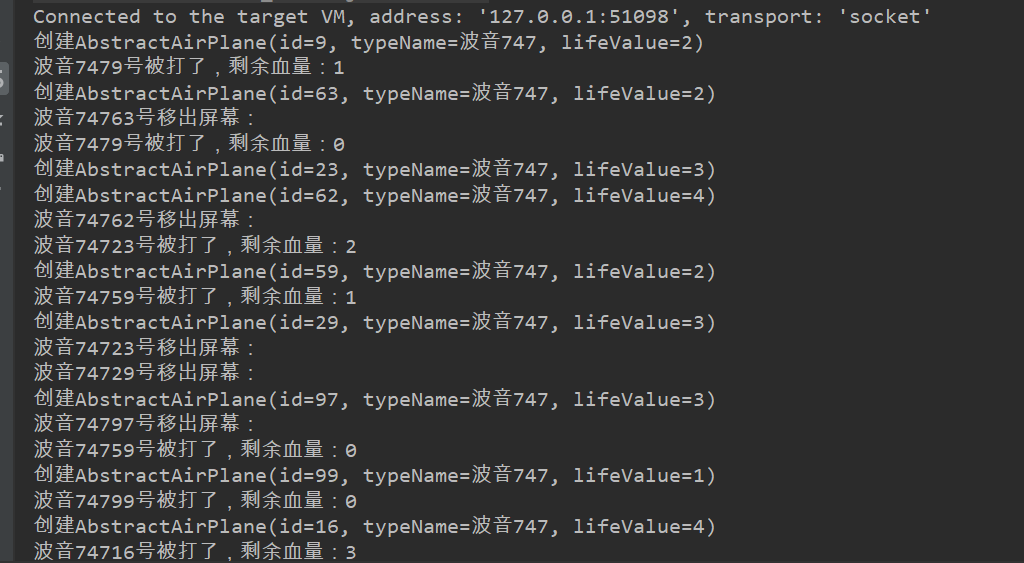 Connected to the target VM, address: '127.0.0.1:51098', transport: 'socket'
创建AbstractAirPlane(id=9, typeName=波音747, lifeValue=2)
波音7479号被打了，剩余血量：1
创建AbstractAirPlane(id=63, typeName=波音747, lifeValue=2)
波音74763号移出屏幕：
波音7479号被打了，剩余血量：0
创建AbstractAirPlane(id=23, typeName=波音747, lifeValue=3)
创建AbstractAirPlane(id=62, typeName=波音747, lifeValue=4)
波音74762号移出屏幕：
波音74723号被打了，剩余血量：2
创建AbstractAirPlane(id=59, typeName=波音747, lifeValue=2)
波音74759号被打了，剩余血量：1
创建AbstractAirPlane(id=29, typeName=波音747, lifeValue=3)
波音74723号移出屏幕：
波音74729号移出屏幕：
创建AbstractAirPlane(id=97, typeName=波音747, lifeValue=3)
波音74797号移出屏幕：
波音74759号被打了，剩余血量：0
创建AbstractAirPlane(id=99, typeName=波音747, lifeValue=1)
波音74799号被打了，剩余血量：0
创建AbstractAirPlane(id=16, typeName=波音747, lifeValue=4)
波音74716号被打了，剩余血量：3